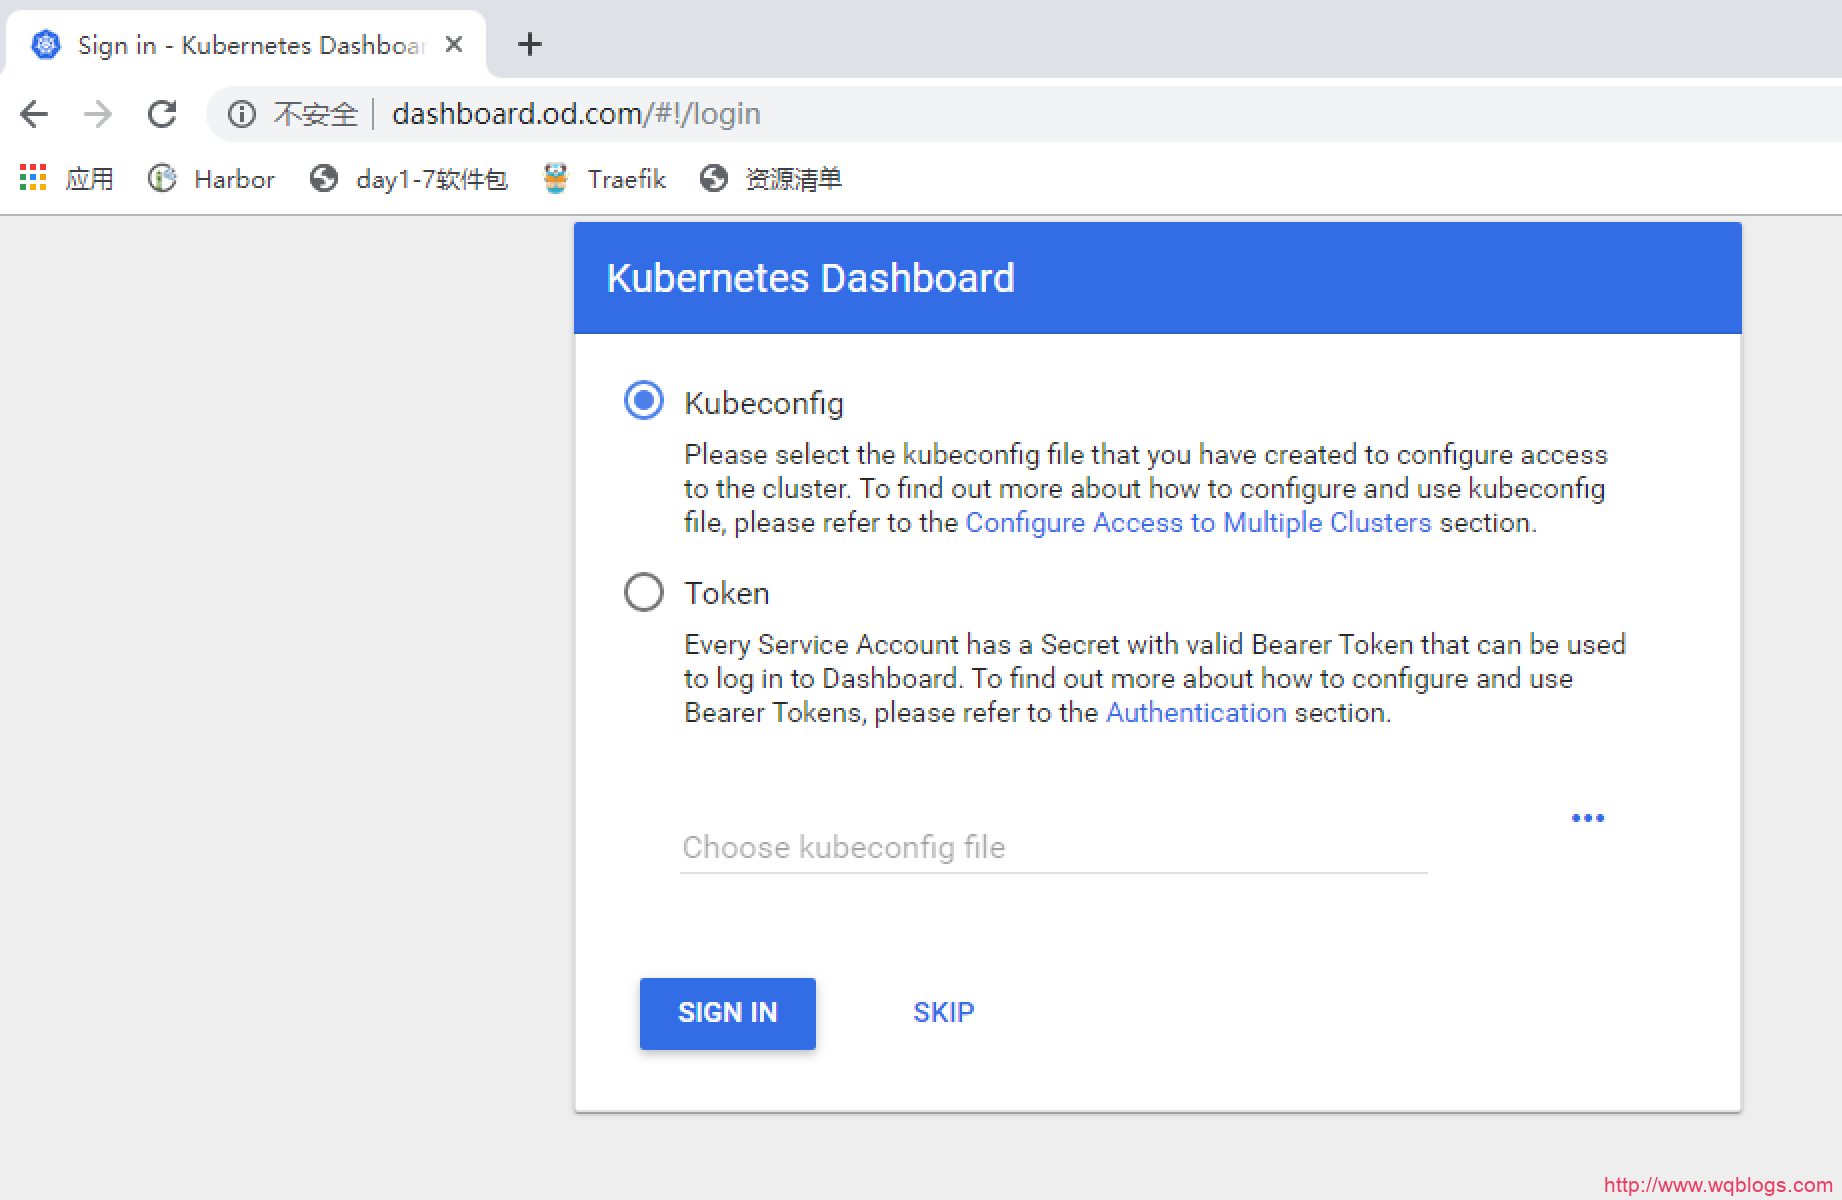 Sign in - Kubernetes Dashboar
不安全 dashboard.od.com/#!/login
应用 Harbor day1-7软件包 Traefik 资源清单
Kubernetes Dashboard
Kubeconfig
Please select the kubeconfig file that you have created to configure access
to the cluster. To find out more about how to configure and use kubeconfig
file, please refer to the Configure Access to Multiple Clusters section.
Token
Every Service Account has a Secret with valid Bearer Token that can be used
to log in to Dashboard. To find out more about how to configure and use
Bearer Tokens, please refer to the Authentication section.
Choose kubeconfig file
SIGN IN SKIP
http://www.wqblogs.com